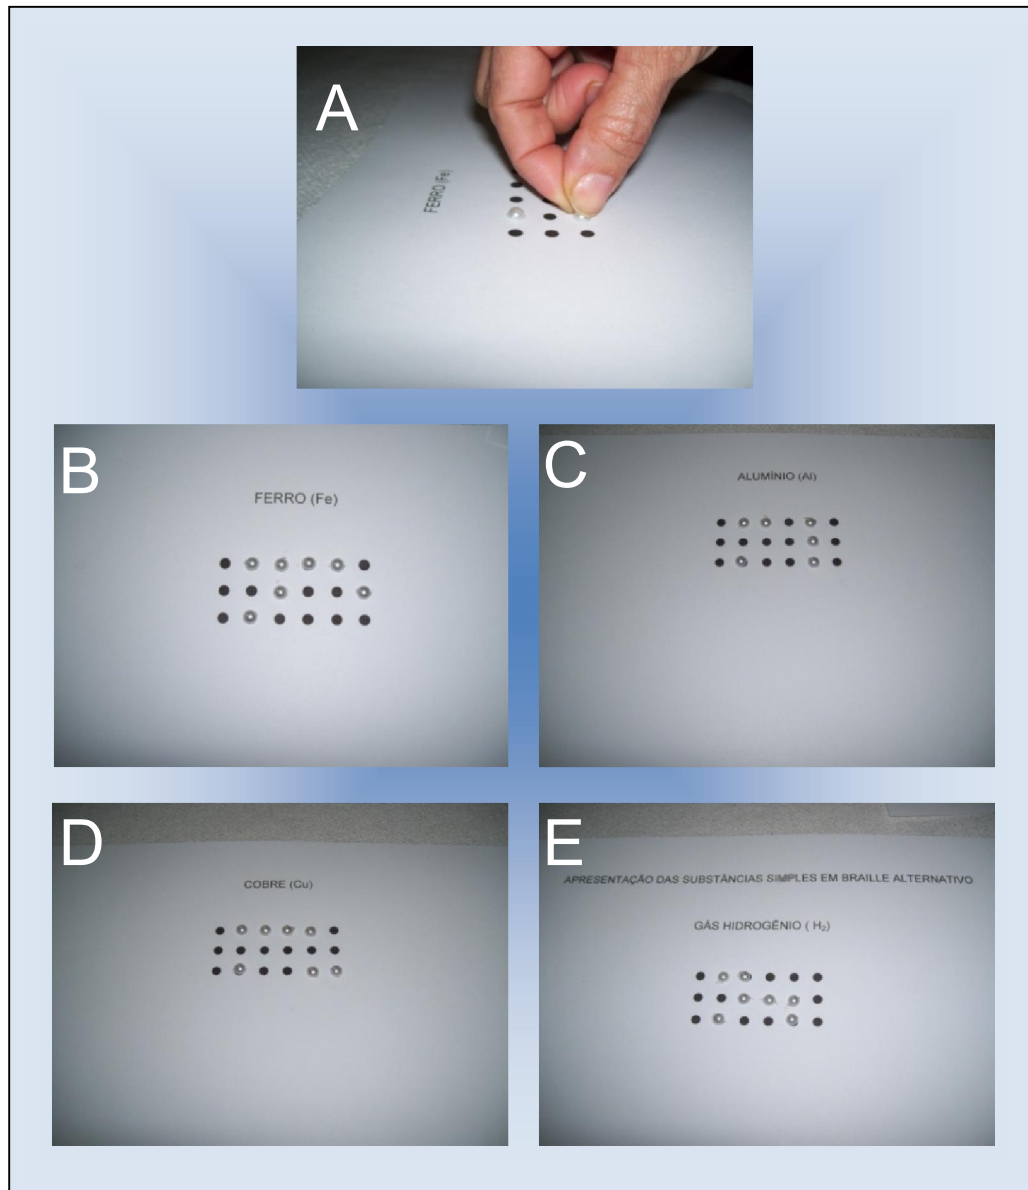 A
FERRO (Fe)
B
FERRO (Fe)
C
ALUMÍNIO (Al)
D
COBRE (Cu)
E
APRESENTAÇÃO DAS SUBSTÂNCIAS SIMPLES EM BRAILLE ALTERNATIVO
GÁS HIDROGÊNIO ( H₂)